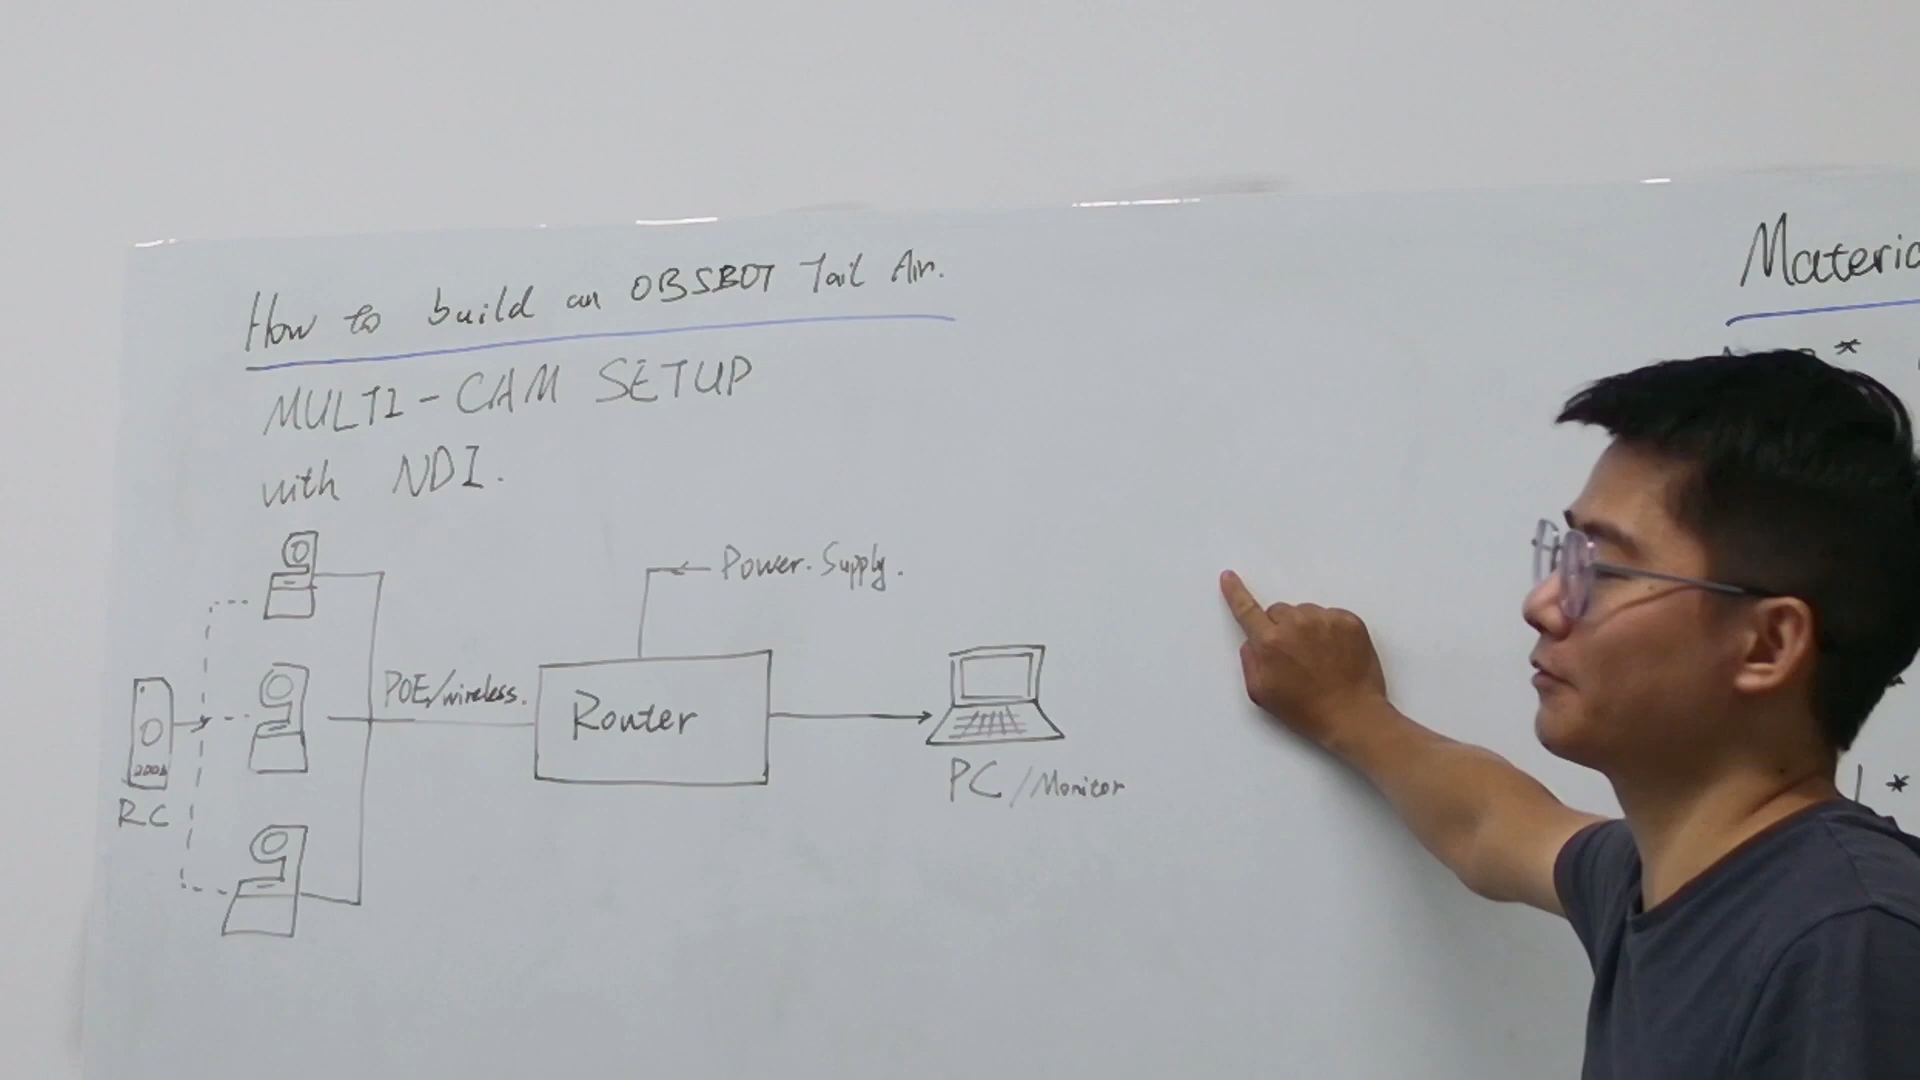 How to build an OBSBOT Tail Air.
MULTI-CAM SETUP
with NDI.
Power Supply.
POE/wireless.
Router
RC
PC/Monitor
Materia
*
*